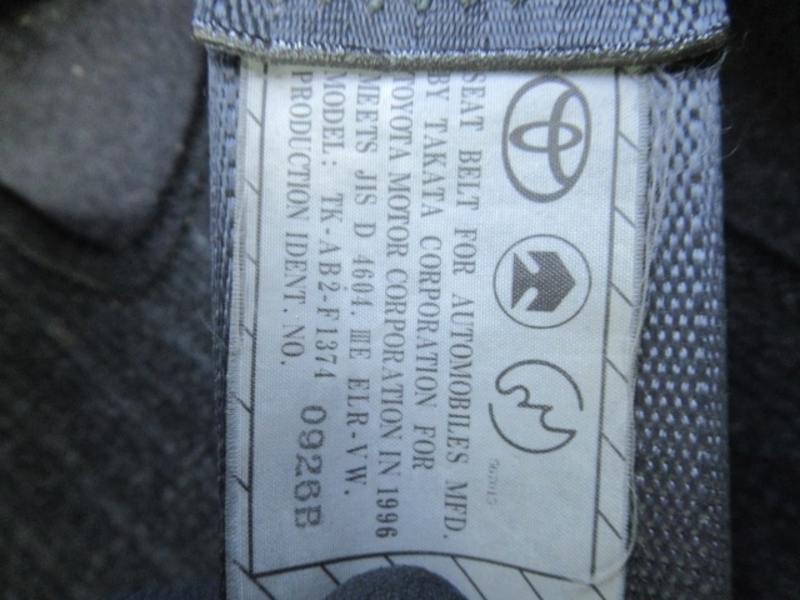 SEAT BELT FOR AUTOMOBILES MFD.
BY TAKATA CORPORATION FOR
TOYOTA MOTOR CORPORATION IN 1996
MEETS JIS D 4604. ⅢE ELR-VW.
MODEL: TK-AB2-F1374
PRODUCTION IDENT. NO. 0926B